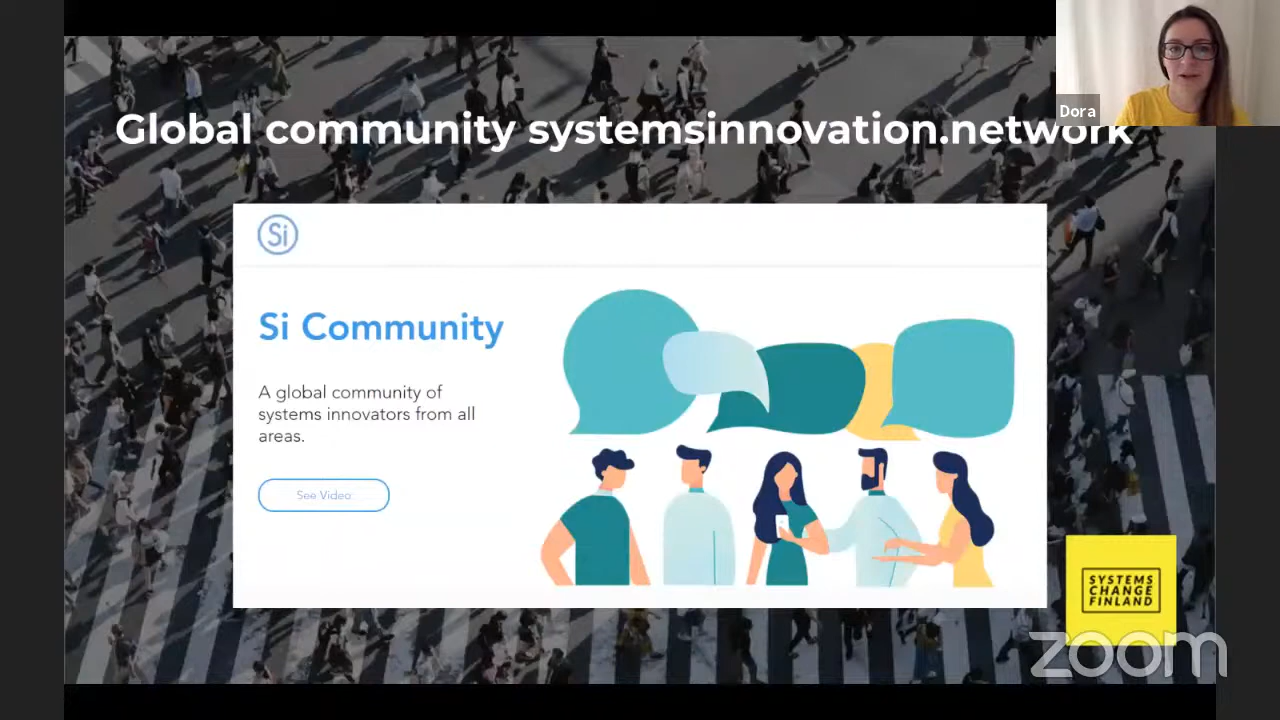 Dora
Global community systemsinnovation.network
Si
Si Community
A global community of
systems innovators from all
areas.
See Video
SYSTEMS
CHANGE
FINLAND
zoom